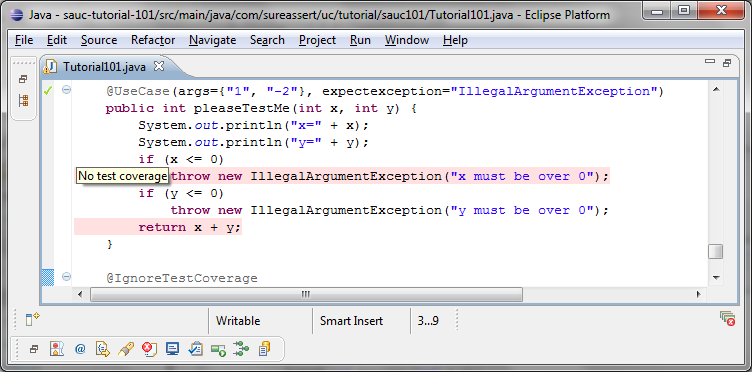 Java - sauc-tutorial-101/src/main/java/com/sureassert/uc/tutorial/sauc101/Tutorial101.java - Eclipse Platform
File Edit Source Refactor Navigate Search Project Run Window Help
Tutorial101.java
@UseCase(args={"1", "-2"}, expectexception="IllegalArgumentException")
public int pleaseTestMe(int x, int y) {
System.out.println("x=" + x);
System.out.println("y=" + y);
if (x <= 0)
No test coverage
throw new IllegalArgumentException("x must be over 0");
if (y <= 0)
throw new IllegalArgumentException("y must be over 0");
return x + y;
}
@IgnoreTestCoverage
Writable Smart Insert 3...9